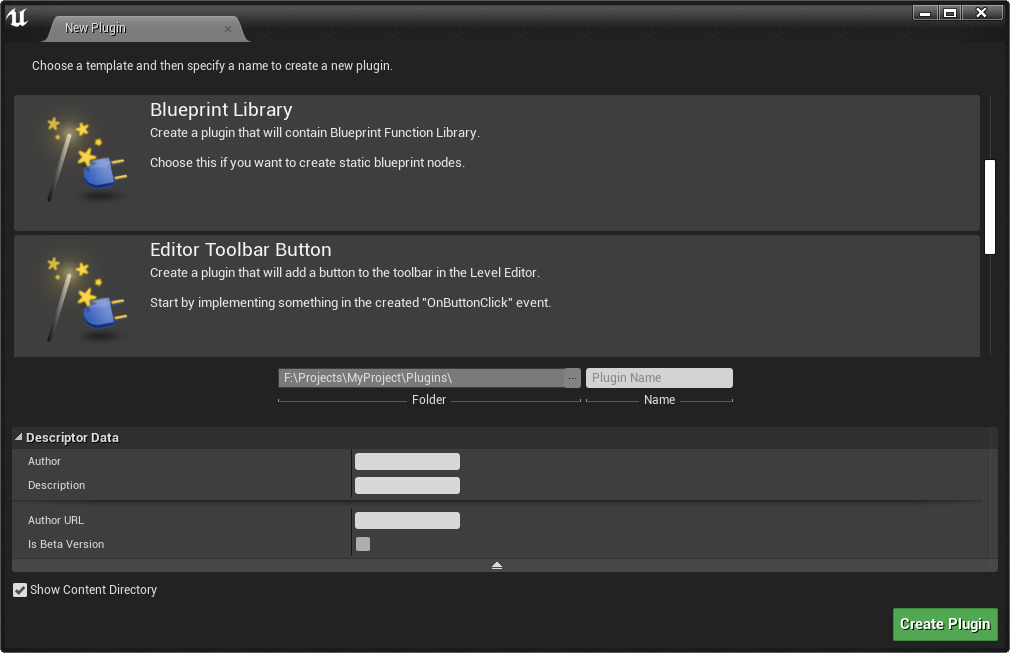 New Plugin
Choose a template and then specify a name to create a new plugin.
Blueprint Library
Create a plugin that will contain Blueprint Function Library.
Choose this if you want to create static blueprint nodes.
Editor Toolbar Button
Create a plugin that will add a button to the toolbar in the Level Editor.
Start by implementing something in the created "OnButtonClick" event.
F:\Projects\MyProject\Plugins\ ... Plugin Name
Folder Name
Descriptor Data
Author
Description
Author URL
Is Beta Version
Show Content Directory
Create Plugin